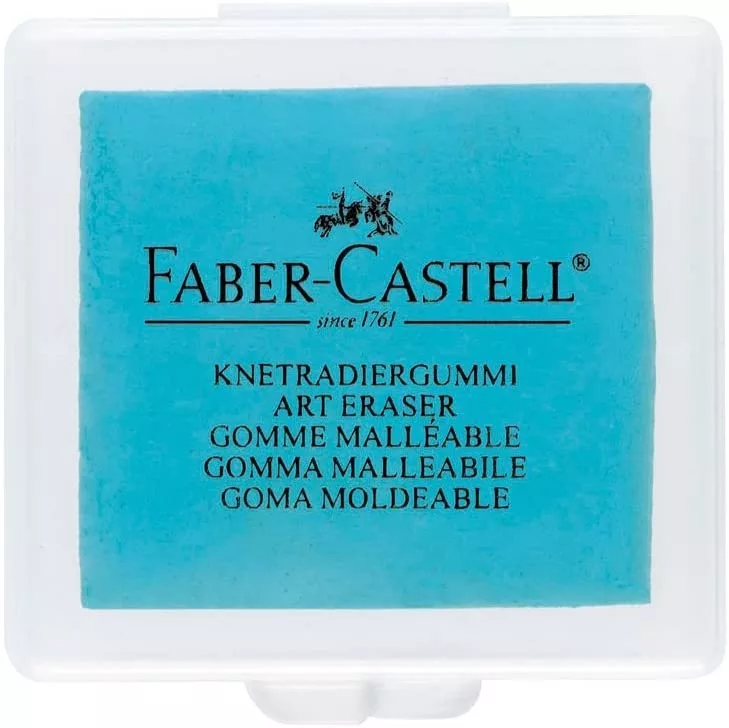 FABER-CASTELL®
since 1761
KNETRADIERGUMMI
ART ERASER
GOMME MALLÉABLE
GOMMA MALLEABILE
GOMA MOLDEABLE